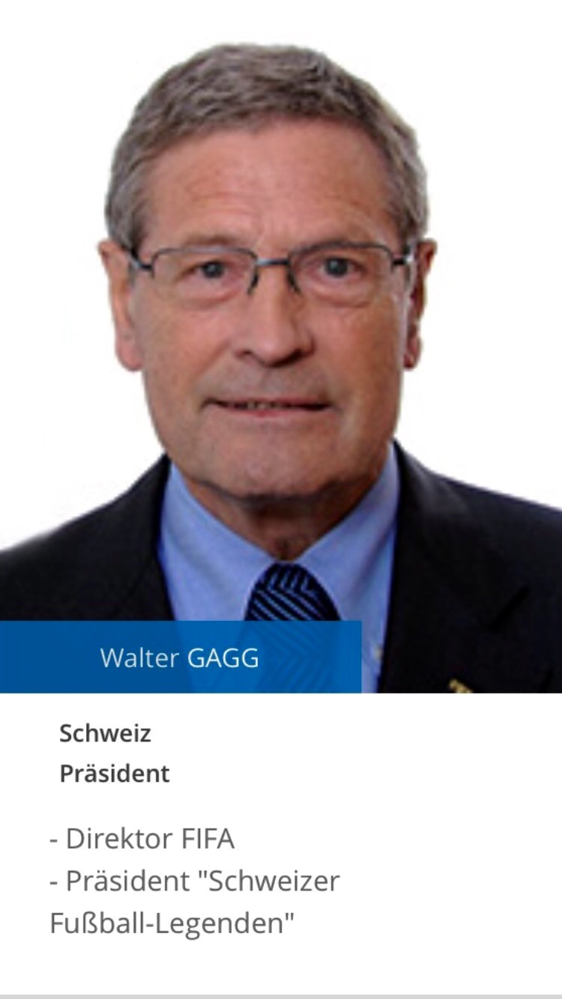 Walter GAGG
Schweiz
Präsident
- Direktor FIFA
- Präsident "Schweizer
Fußball-Legenden"